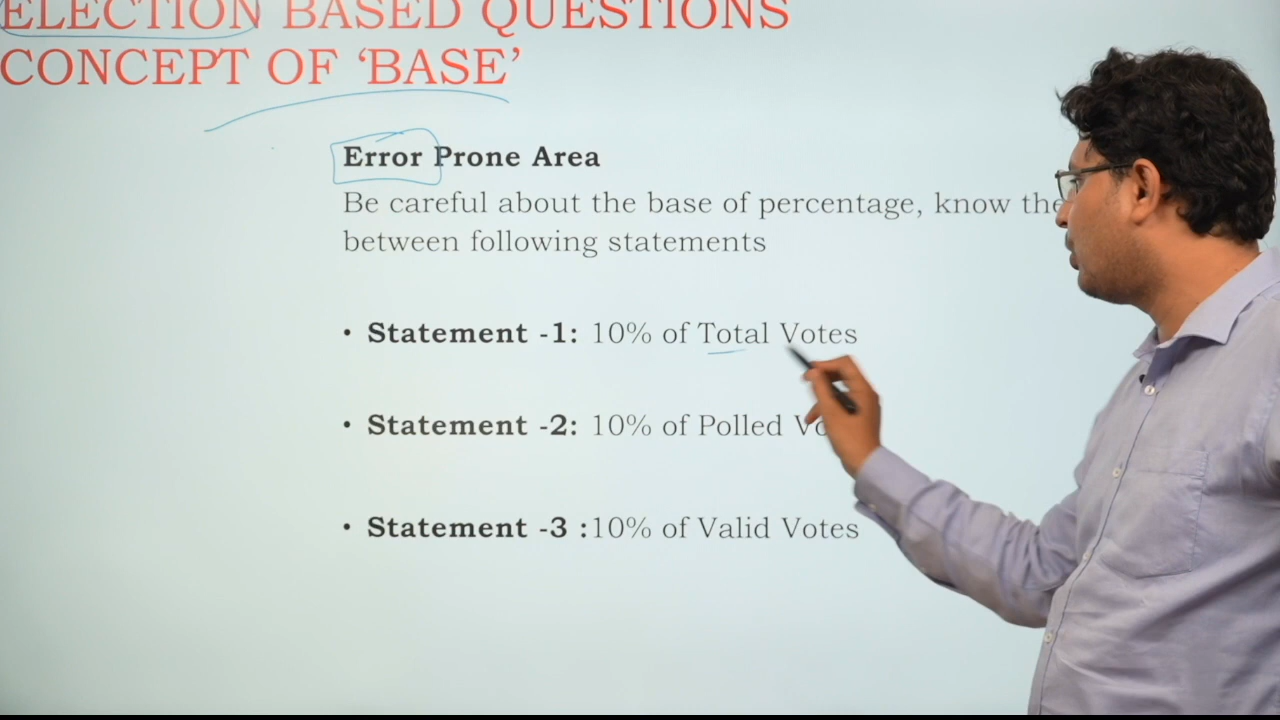 ELECTION BASED QUESTIONS
CONCEPT OF ‘BASE’
Error Prone Area
Be careful about the base of percentage, know the
between following statements
• Statement -1: 10% of Total Votes
• Statement -2: 10% of Polled
• Statement -3 :10% of Valid Votes